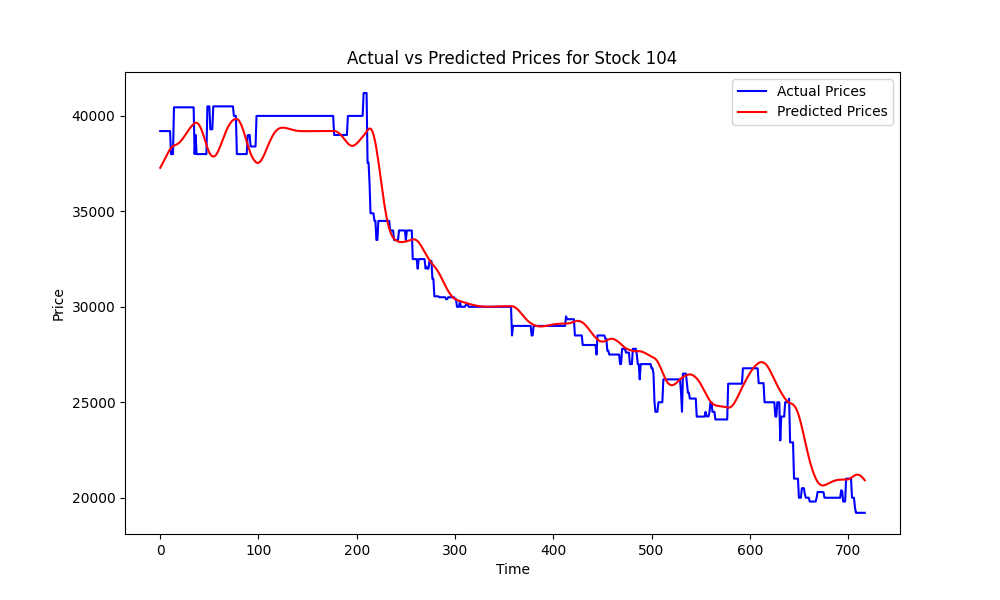 Actual vs Predicted Prices for Stock 104
Actual Prices
Predicted Prices
Price
40000
35000
30000
25000
20000
0 100 200 300 400 500 600 700
Time